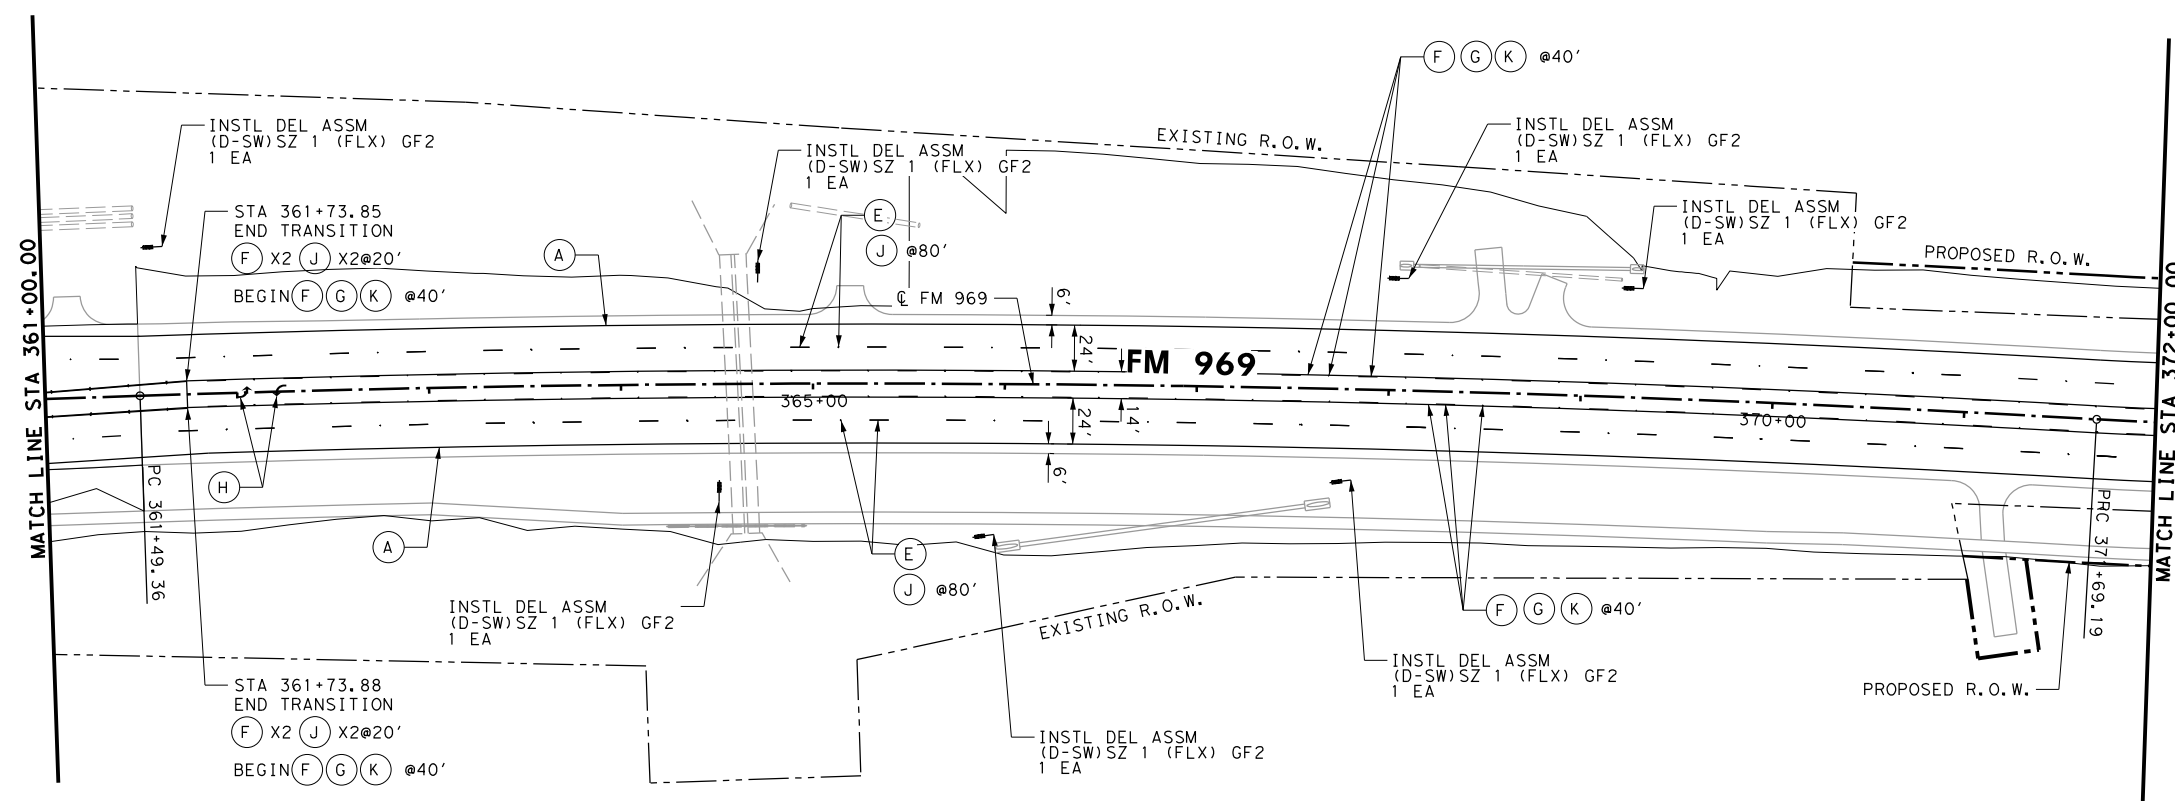 F G K @40'
INSTL DEL ASSM
(D-SW)SZ 1 (FLX) GF2
1 EA
INSTL DEL ASSM
(D-SW)SZ 1 (FLX) GF2
1 EA
EXISTING R.O.W.
INSTL DEL ASSM
(D-SW)SZ 1 (FLX) GF2
1 EA
INSTL DEL ASSM
(D-SW)SZ 1 (FLX) GF2
1 EA
STA 361+73.85
END TRANSITION
F X2 J X2@20'
BEGIN F G K @40'
A
E
J @80'
℄ FM 969
PROPOSED R.O.W.
MATCH LINE STA 361+00.00
6'
24'
FM 969
365+00
24'
14'
6'
370+00
MATCH LINE STA 372+00.00
PC 361+49.36
H
A
E
J @80'
PRC 371+69.19
INSTL DEL ASSM
(D-SW)SZ 1 (FLX) GF2
1 EA
EXISTING R.O.W.
F G K @40'
STA 361+73.88
END TRANSITION
F X2 J X2@20'
BEGIN F G K @40'
INSTL DEL ASSM
(D-SW)SZ 1 (FLX) GF2
1 EA
INSTL DEL ASSM
(D-SW)SZ 1 (FLX) GF2
1 EA
PROPOSED R.O.W.